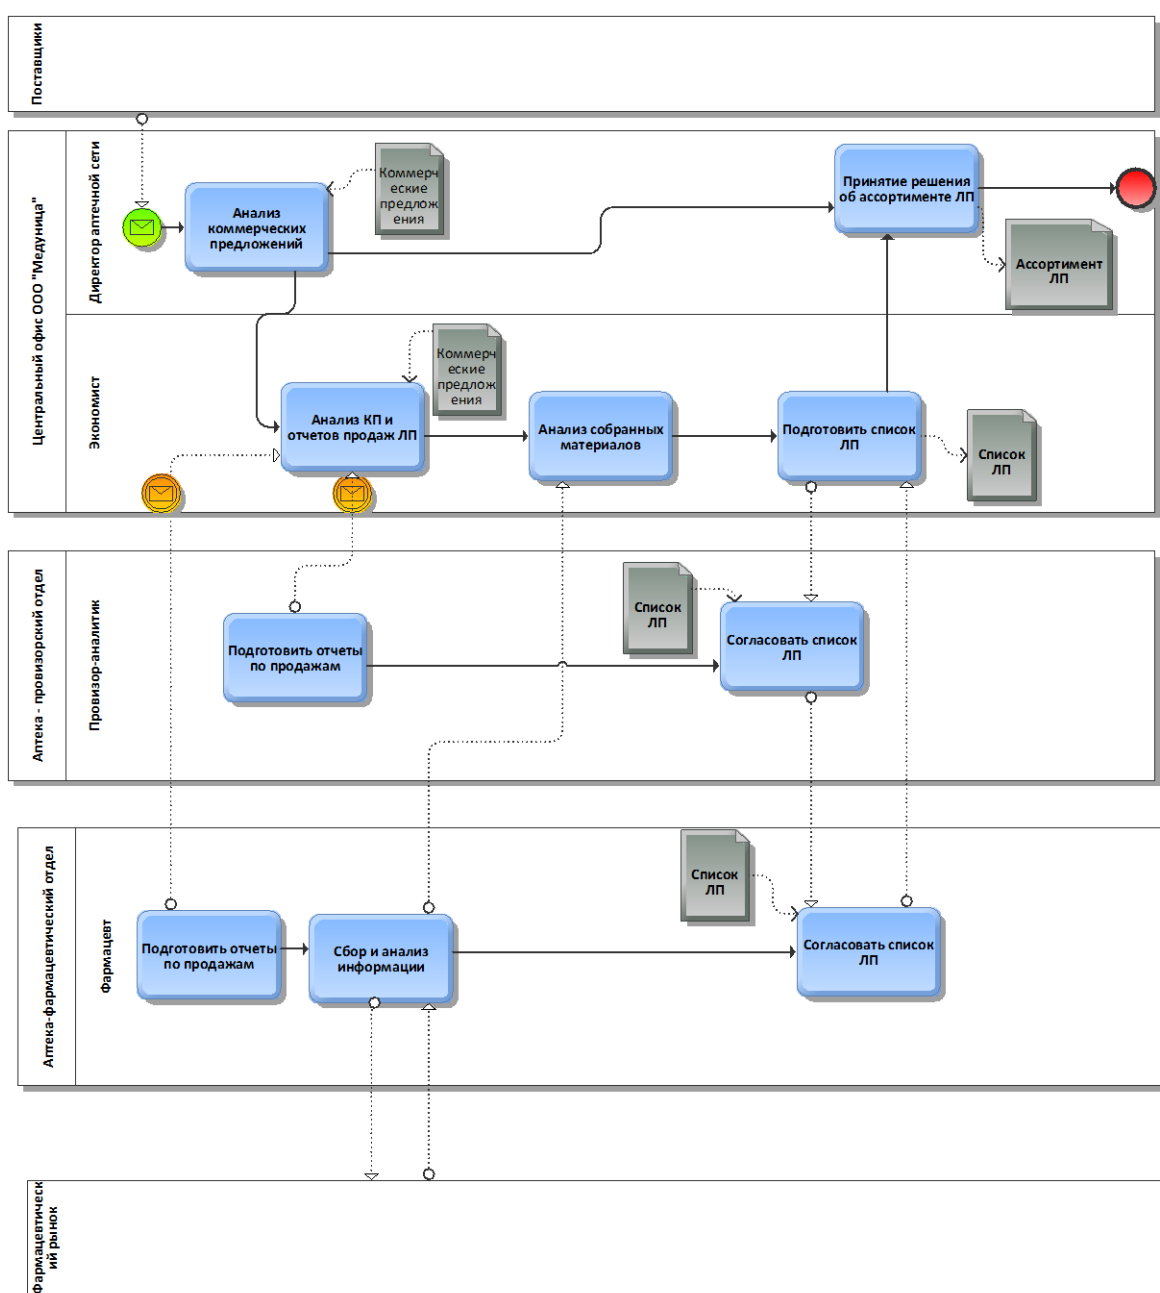 Поставщики
Центральный офис ООО "Медуница"
Директор аптечной сети
Анализ
коммерческих
предложений
Коммерч
еские
предлож
ения
Принятие решения
об ассортименте ЛП
Ассортимент
ЛП
Экономист
Анализ КП и
отчетов продаж ЛП
Коммерч
еские
предлож
ения
Анализ собранных
материалов
Подготовить список
ЛП
Список
ЛП
Аптека - провизорский отдел
Провизор-аналитик
Подготовить отчеты
по продажам
Список
ЛП
Согласовать список
ЛП
Аптека-фармацевтический отдел
Фармацевт
Подготовить отчеты
по продажам
Сбор и анализ
информации
Список
ЛП
Согласовать список
ЛП
Фармацевтическ
ий рынок